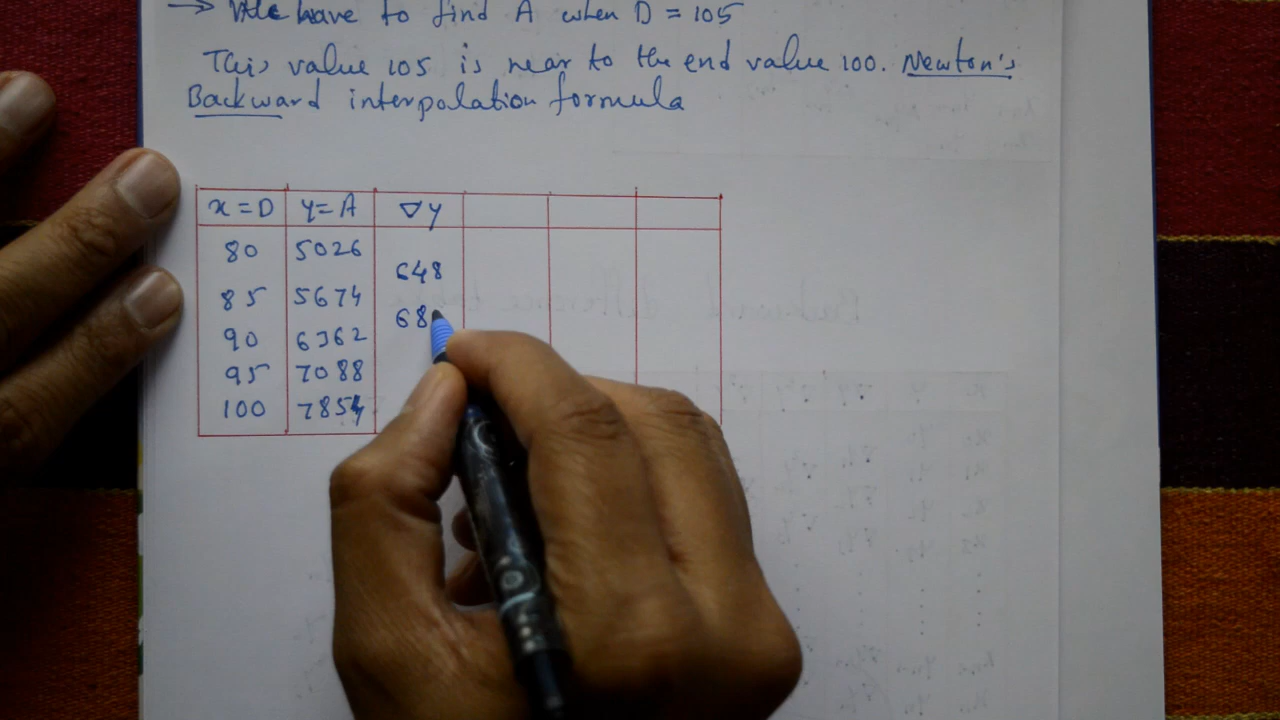 → We have to find A when D = 105
This value 105 is near to the end value 100. Newton's
Backward interpolation formula
x = D y = A ∇y
80 5026
648
85 5674
68
90 6362
95 7088
100 7854